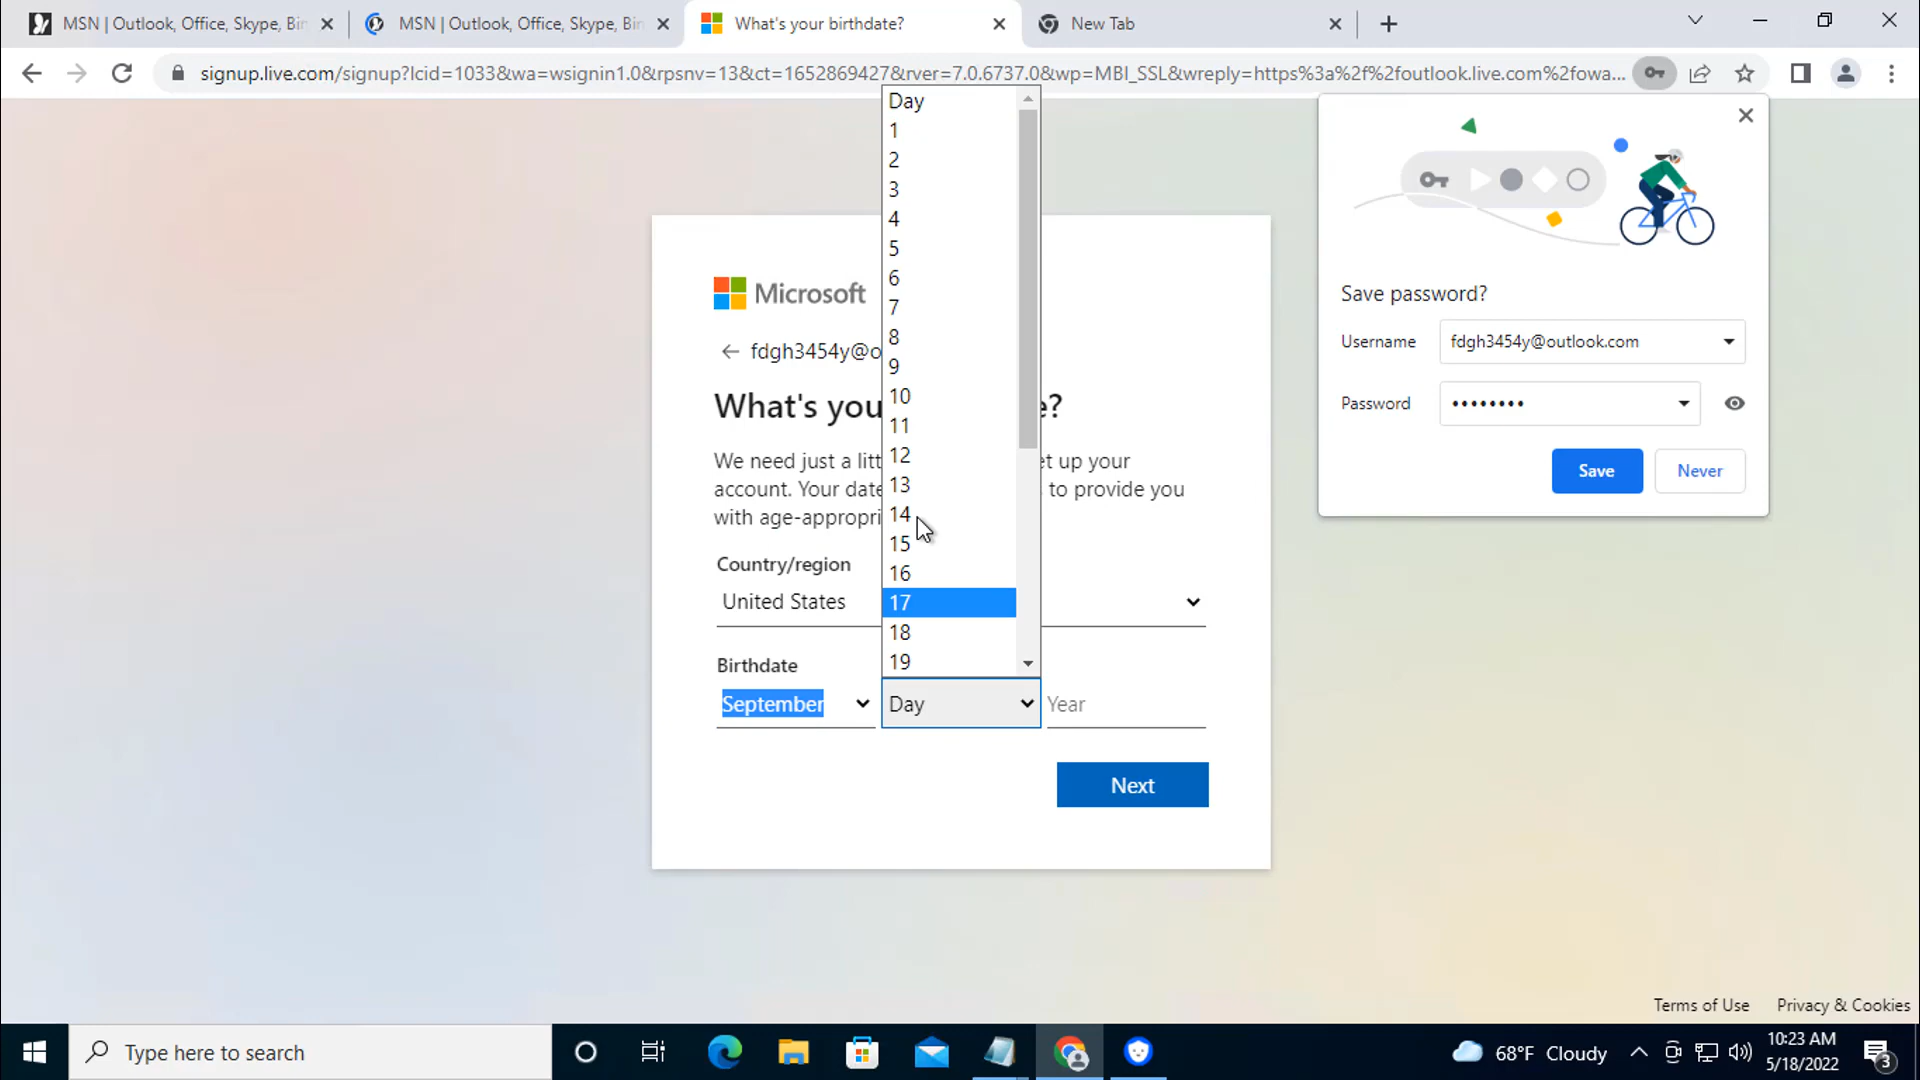 MSN | Outlook, Office, Skype, Bin
MSN | Outlook, Office, Skype, Bin
What's your birthdate?
New Tab
signup.live.com/signup?lcid=1033&wa=wsignin1.0&rpsnv=13&ct=1652869427&rver=7.0.6737.0&wp=MBI_SSL&wreply=https%3a%2f%2foutlook.live.com%2fowa...
Day
1
2
3
4
5
6
7
8
9
10
11
12
13
14
15
16
17
18
19
Microsoft
fdgh3454y@o
What's you e?
We need just a litt et up your
account. Your date s to provide you
with age-appropri
Country/region
United States
Birthdate
September
Day
Year
Next
Save password?
Username
fdgh3454y@outlook.com
Password
••••••••
Save
Never
Terms of Use
Privacy & Cookies
Type here to search
68°F Cloudy
10:23 AM
5/18/2022
3